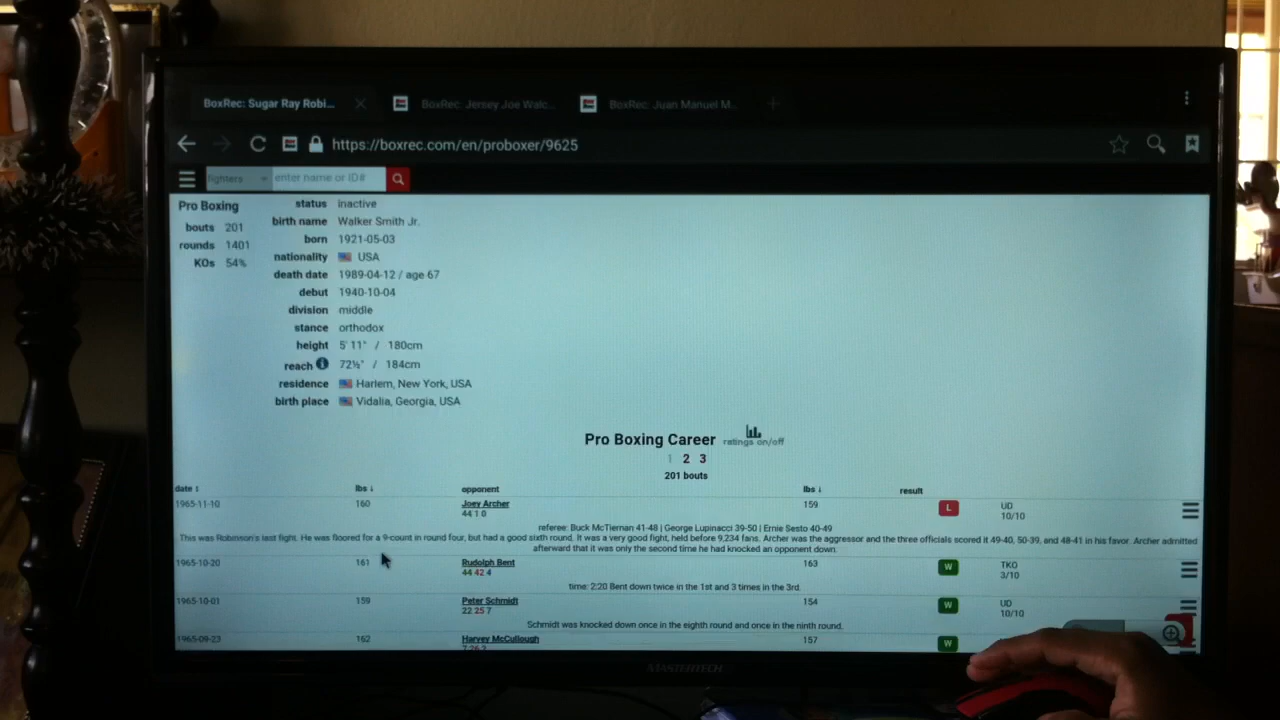 BoxRec: Sugar Ray Robi...
BoxRec: Jersey Joe Walc...
BoxRec: Juan Manuel M...
https://boxrec.com/en/proboxer/9625
fighters
enter name or ID#
Pro Boxing
bouts 201
rounds 1401
KOs 54%
status inactive
birth name Walker Smith Jr.
born 1921-05-03
nationality USA
death date 1989-04-12 / age 67
debut 1940-10-04
division middle
stance orthodox
height 5' 11" / 180cm
reach 72½" / 184cm
residence Harlem, New York, USA
birth place Vidalia, Georgia, USA
Pro Boxing Career ratings on/off
1 2 3
201 bouts
date lbs opponent lbs result
1965-11-10 160 Joey Archer 159 L UD
44 1 0 10/10
referee: Buck McTiernan 41-48 | George Lupinacci 39-50 | Ernie Sesto 40-49
This was Robinson's last fight. He was floored for a 9-count in round four, but had a good sixth round. It was a very good fight, held before 9,234 fans. Archer was the aggressor and the three officials scored it 49-40, 50-39, and 48-41 in his favor. Archer admitted
afterward that it was only the second time he had knocked an opponent down.
1965-10-20 161 Rudolph Bent 163 W TKO
44 42 4 3/10
time: 2:20 Bent down twice in the 1st and 3 times in the 3rd.
1965-10-01 159 Peter Schmidt 154 W UD
22 25 7 10/10
Schmidt was knocked down once in the eighth round and once in the ninth round.
1965-09-23 162 Harvey McCullough 157 W
MASTERTECH